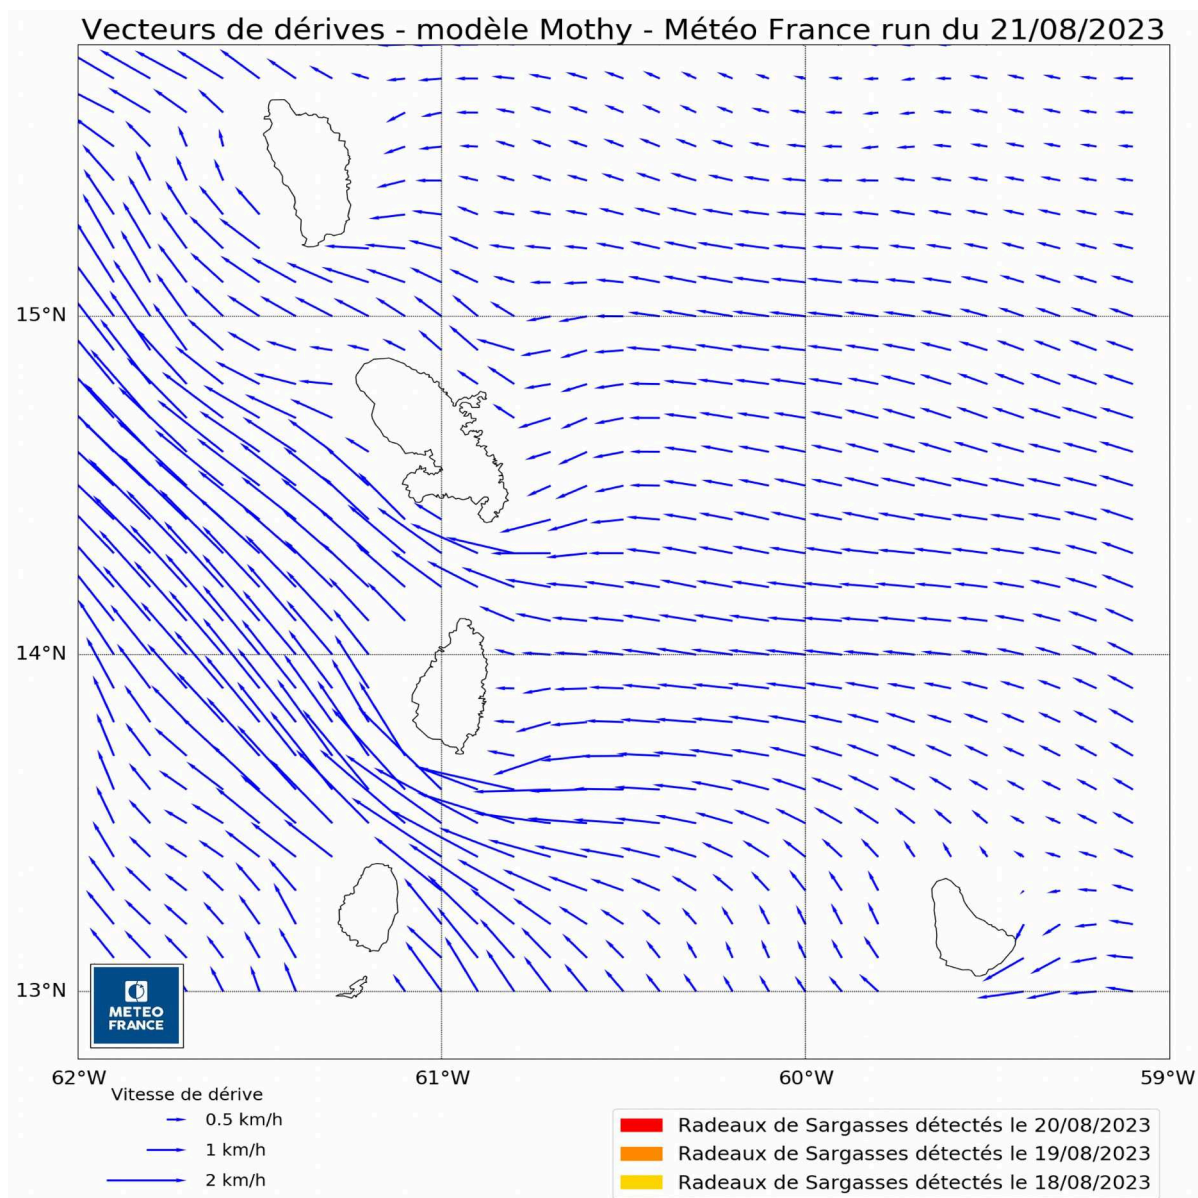 Vecteurs de dérives - modèle Mothy - Météo France run du 21/08/2023
15°N
14°N
13°N
METEO
FRANCE
62°W
61°W
60°W
59°W
Vitesse de dérive
0.5 km/h
1 km/h
2 km/h
Radeaux de Sargasses détectés le 20/08/2023
Radeaux de Sargasses détectés le 19/08/2023
Radeaux de Sargasses détectés le 18/08/2023